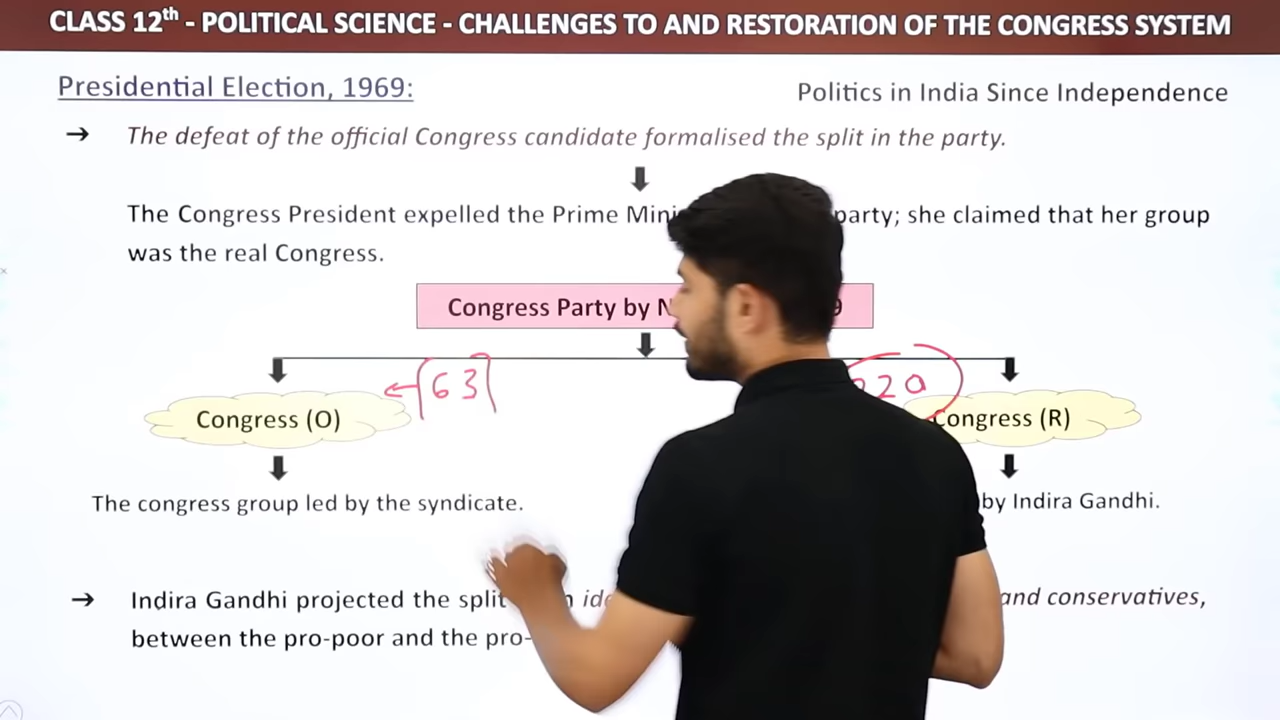 CLASS 12th - POLITICAL SCIENCE - CHALLENGES TO AND RESTORATION OF THE CONGRESS SYSTEM
Presidential Election, 1969:
Politics in India Since Independence
→ The defeat of the official Congress candidate formalised the split in the party.
The Congress President expelled the Prime party; she claimed that her group
was the real Congress.
Congress Party by
63
20
Congress (O)
Congress (R)
The congress group led by the syndicate.
by Indira Gandhi.
→ Indira Gandhi projected the split and conservatives,
between the pro-poor and the